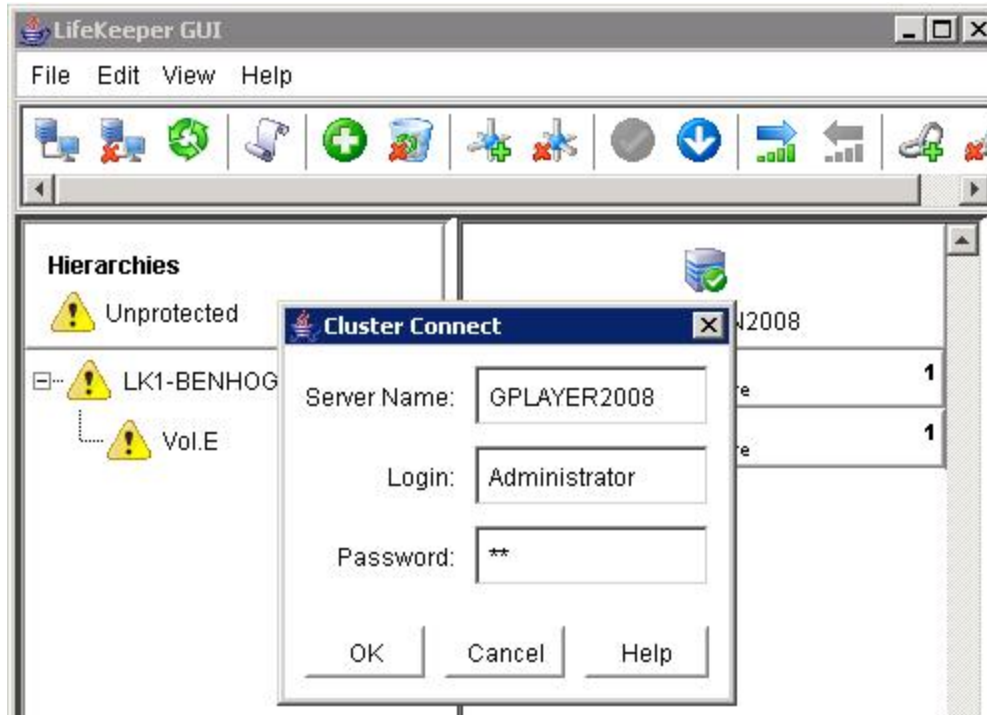 LifeKeeper GUI
File Edit View Help
Hierarchies
Unprotected
LK1-BENHOG
Vol.E
N2008
1
1
Cluster Connect
Server Name: GPLAYER2008
Login: Administrator
Password: **
OK Cancel Help